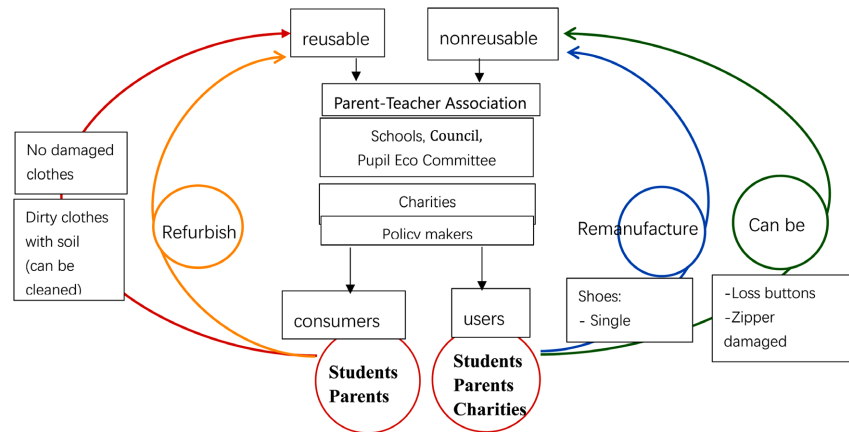 reusable
nonreusable
Parent-Teacher Association
Schools, Council,
Pupil Eco Committee
No damaged
clothes
Dirty clothes
with soil
(can be
cleaned)
Refurbish
Charities
Policy makers
Remanufacture
Can be
Shoes:
- Single
-Loss buttons
-Zipper
damaged
consumers
users
Students
Parents
Students
Parents
Charities